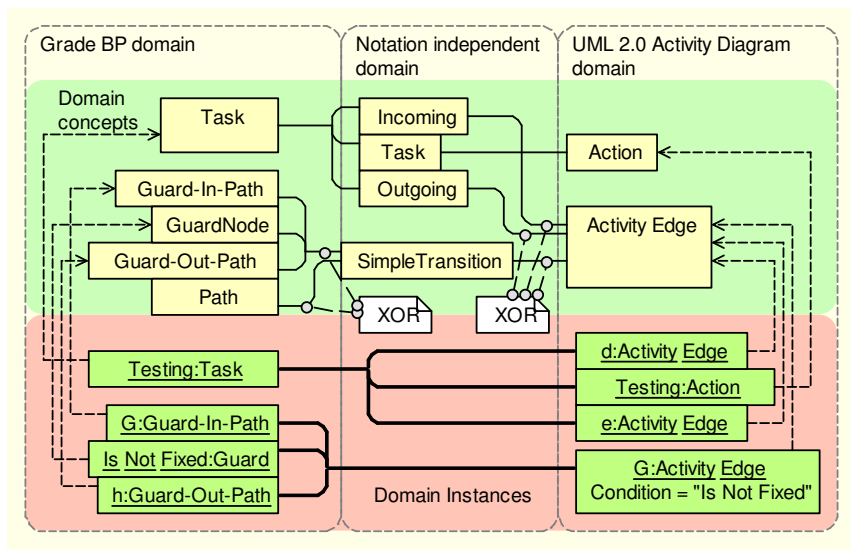 Grade BP domain
Notation independent
domain
UML 2.0 Activity Diagram
domain
Domain
concepts
Task
Guard-In-Path
GuardNode
Guard-Out-Path
Path
Incoming
Task
Outgoing
SimpleTransition
XOR
XOR
Action
Activity Edge
Testing:Task
G:Guard-In-Path
Is Not Fixed:Guard
h:Guard-Out-Path
Domain Instances
d:Activity Edge
Testing:Action
e:Activity Edge
G:Activity Edge
Condition = "Is Not Fixed"